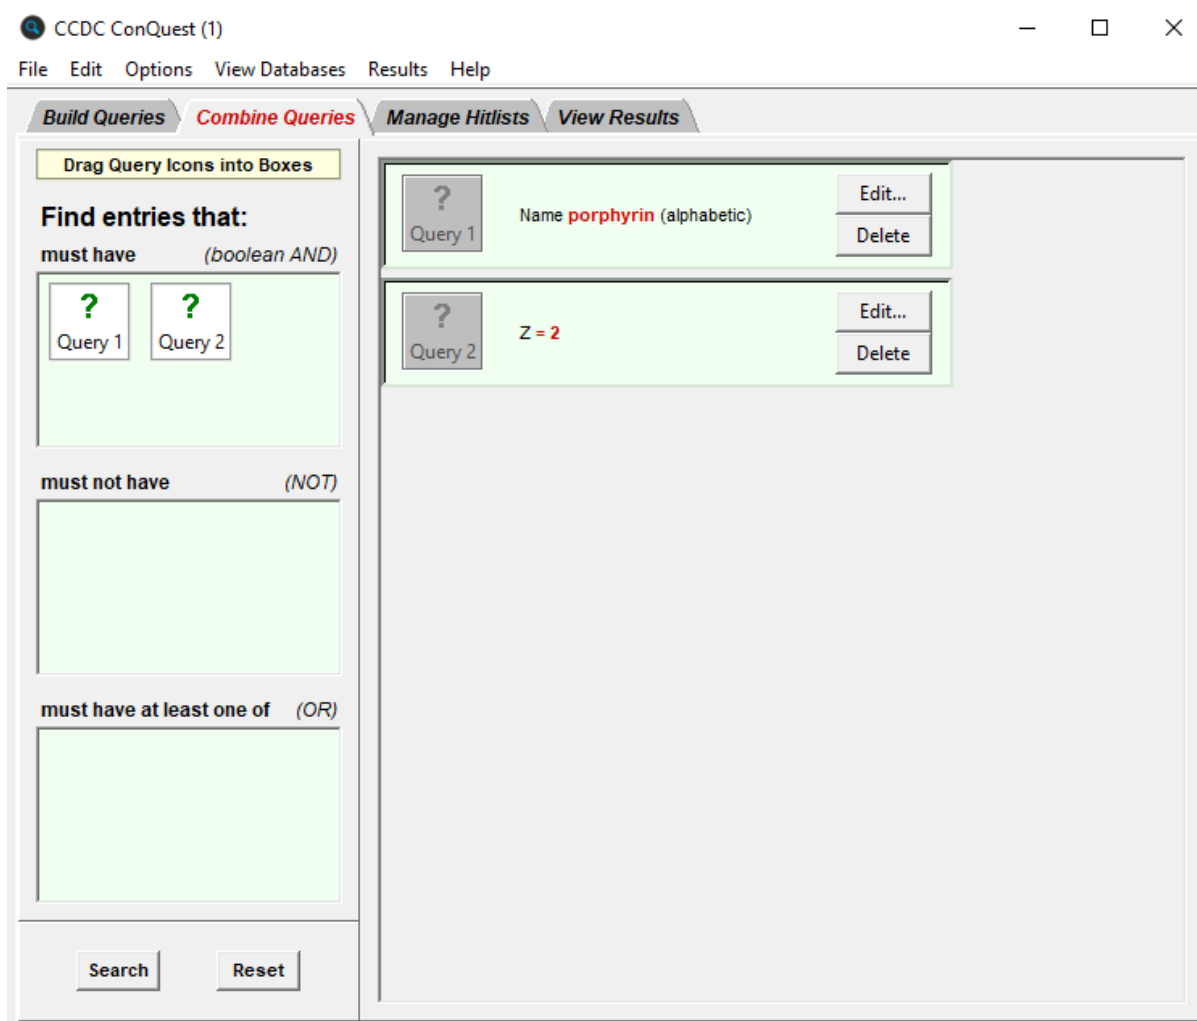 CCDC ConQuest (1)
File Edit Options View Databases Results Help
Build Queries Combine Queries Manage Hitlists View Results
Drag Query Icons into Boxes
Find entries that:
must have (boolean AND)
? Query 1
? Query 2
must not have (NOT)
must have at least one of (OR)
Search Reset
? Query 1
Name porphyrin (alphabetic)
Edit...
Delete
? Query 2
Z = 2
Edit...
Delete